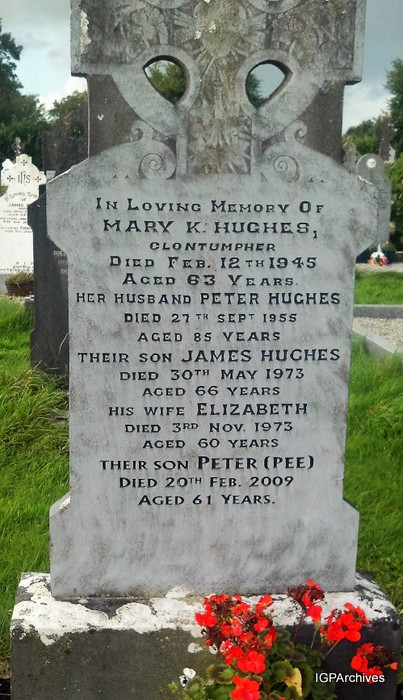 IN LOVING MEMORY OF
MARY K. HUGHES,
CLONTUMPHER
DIED FEB. 12TH 1945
AGED 63 YEARS.
HER HUSBAND PETER HUGHES
DIED 27TH SEPT 1955
AGED 85 YEARS
THEIR SON JAMES HUGHES
DIED 30TH MAY 1973
AGED 66 YEARS
HIS WIFE ELIZABETH
DIED 3RD NOV. 1973
AGED 60 YEARS
THEIR SON PETER (PEE)
DIED 20TH FEB. 2009
AGED 61 YEARS.
IHS
IGPArchives